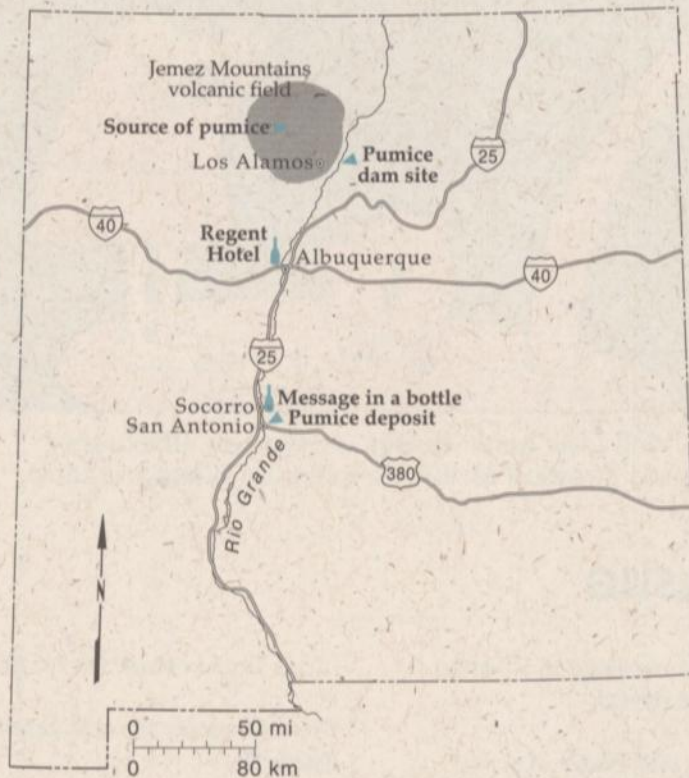 Jemez Mountains
volcanic field
Source of pumice
Los Alamos
Pumice
dam site
25
40
Regent
Hotel
Albuquerque
40
25
Message in a bottle
Socorro
Pumice deposit
San Antonio
380
Rio Grande
N
0 50 mi
0 80 km